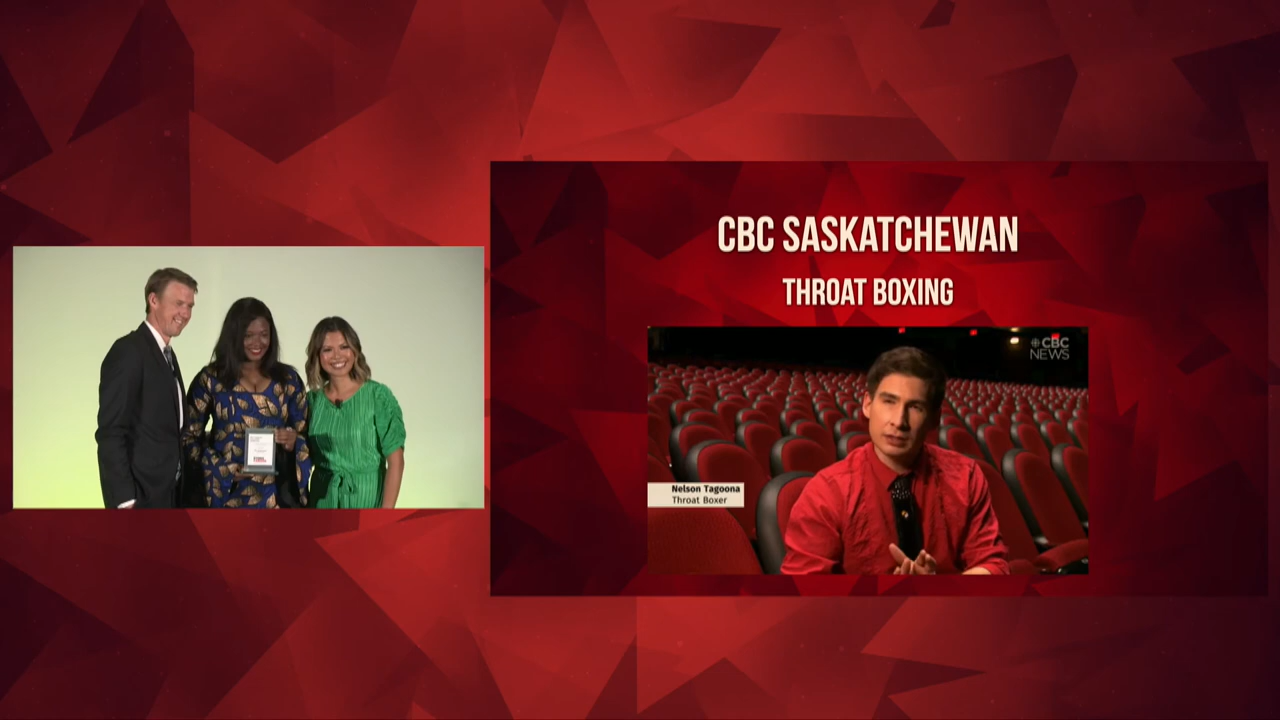 CBC SASKATCHEWAN
THROAT BOXING
CBC
NEWS
Nelson Tagoona
Throat Boxer